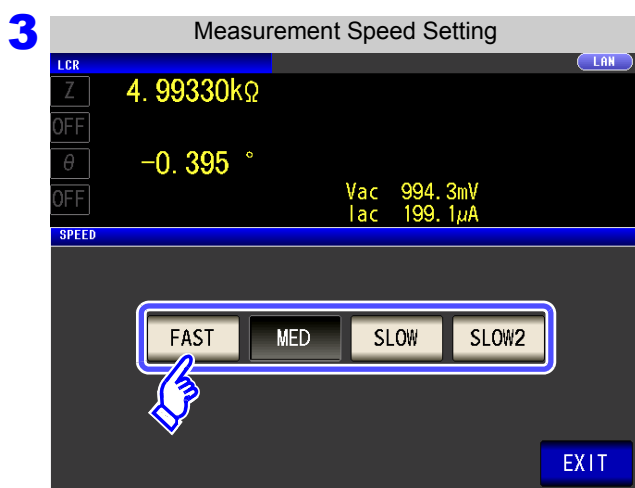 3
Measurement Speed Setting
LCR LAN
Z 4.99330kΩ
OFF
θ -0.395 °
OFF Vac 994.3mV
Iac 199.1μA
SPEED
FAST MED SLOW SLOW2
EXIT